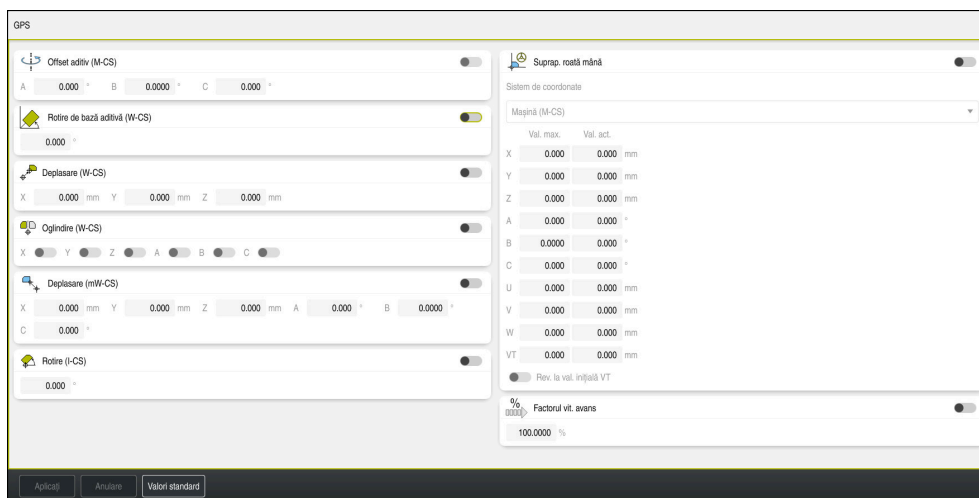 GPS
Offset aditiv (M-CS)
A 0.000 ° B 0.0000 ° C 0.000 °
Rotire de bază aditivă (W-CS)
0.000 °
Deplasare (W-CS)
X 0.000 mm Y 0.000 mm Z 0.000 mm
Oglindire (W-CS)
X Y Z A B C
Deplasare (mW-CS)
X 0.000 mm Y 0.000 mm Z 0.000 mm A 0.000 ° B 0.0000 °
C 0.000 °
Rotire (I-CS)
0.000 °
Suprap. roată mână
Sistem de coordonate
Mașină (M-CS)
Val. max. Val. act.
X 0.000 0.000 mm
Y 0.000 0.000 mm
Z 0.000 0.000 mm
A 0.000 0.000 °
B 0.0000 0.000 °
C 0.000 0.000 °
U 0.000 0.000 mm
V 0.000 0.000 mm
W 0.000 0.000 mm
VT 0.000 0.000 mm
Rev. la val. inițială VT
% Factorul vit. avans
100.0000 %
Aplicați Anulare Valori standard